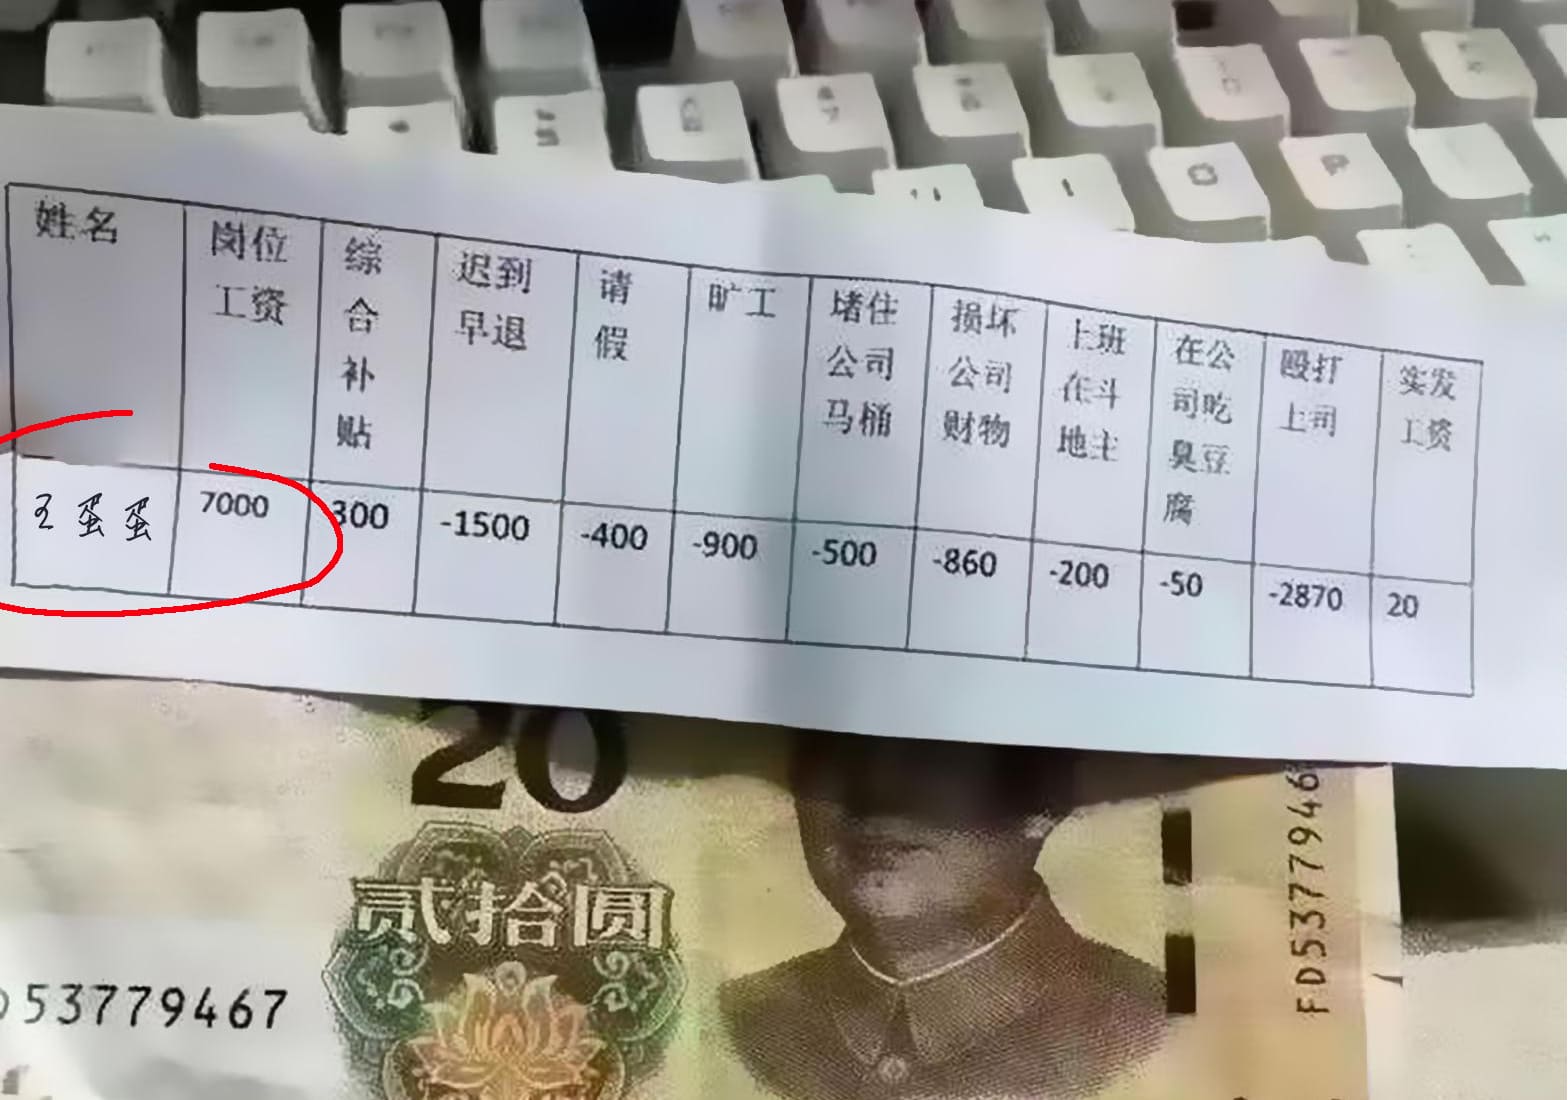 姓名 岗位工资 综合补贴 迟到早退 请假 旷工 堵住公司马桶 损坏公司财物 上班在斗地主 在公司吃臭豆腐 殴打上司 实发工资
王蛋蛋 7000 300 -1500 -400 -900 -500 -860 -200 -50 -2870 20
20
贰拾圆
53779467
FD5377946